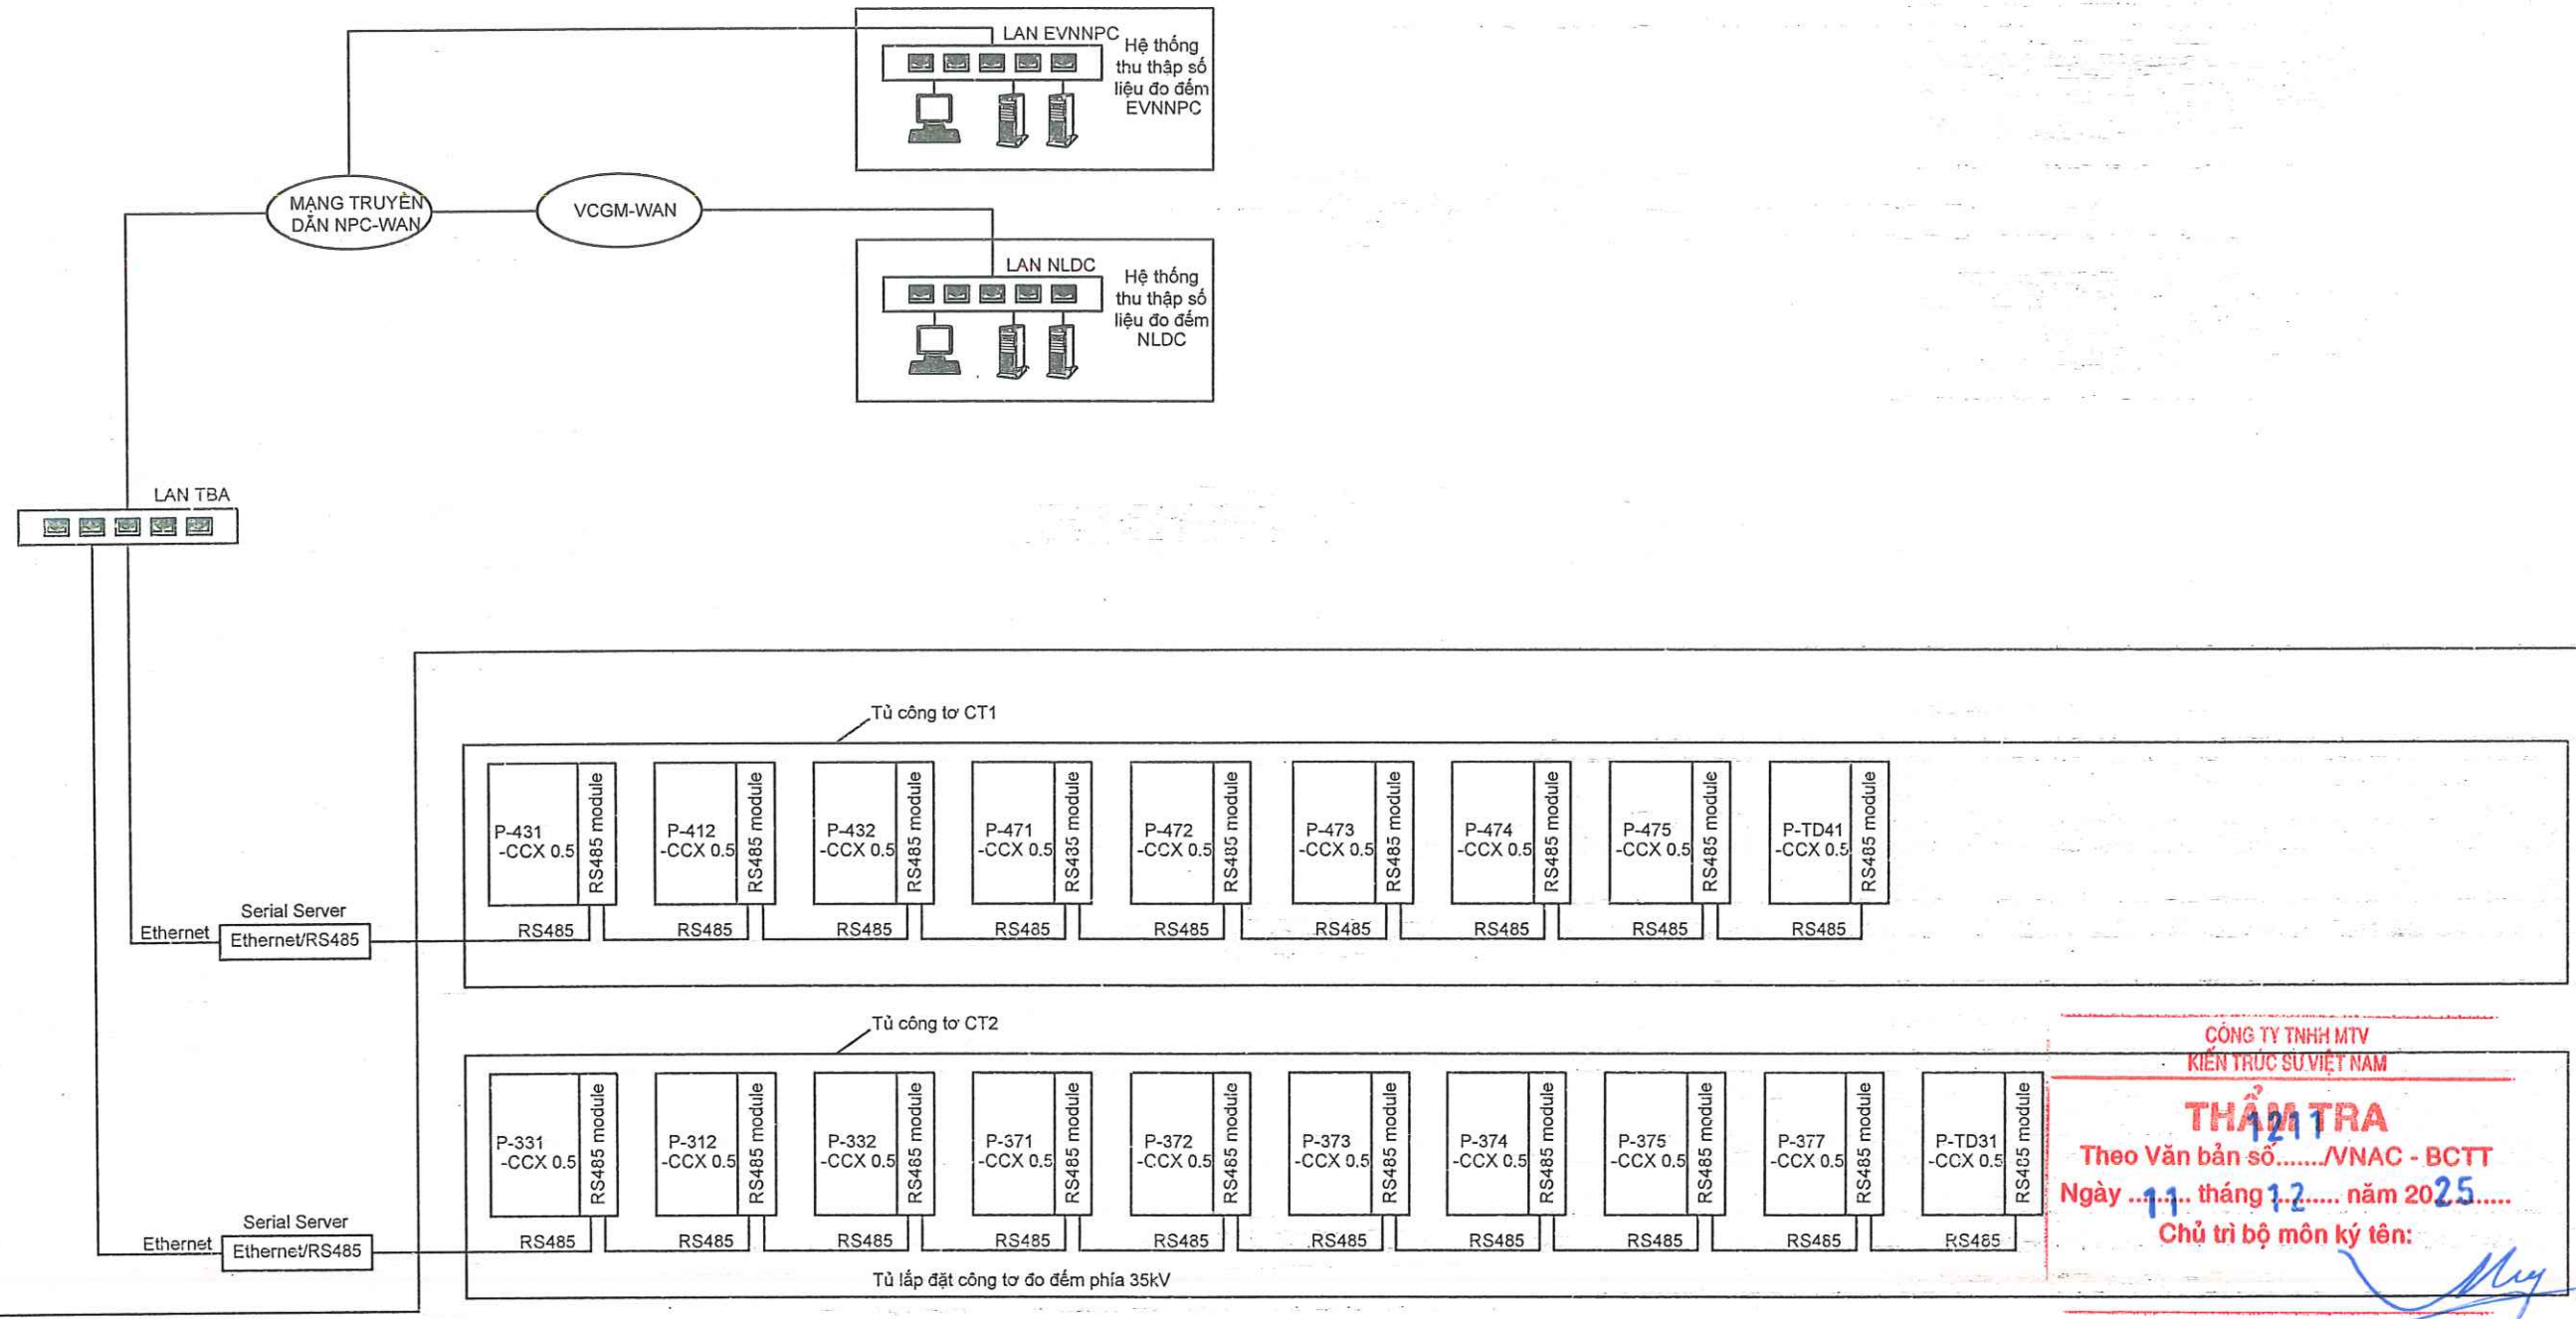 LAN EVNNPC
Hệ thống
thu thập số
liệu đo đếm
EVNNPC
MẠNG TRUYỀN
DẪN NPC-WAN
VCGM-WAN
LAN NLDC
Hệ thống
thu thập số
liệu đo đếm
NLDC
LAN TBA
Tủ công tơ CT1
P-431
-CCX 0.5
RS485 module
P-412
-CCX 0.5
RS485 module
P-432
-CCX 0.5
RS485 module
P-471
-CCX 0.5
RS485 module
P-472
-CCX 0.5
RS485 module
P-473
-CCX 0.5
RS485 module
P-474
-CCX 0.5
RS485 module
P-475
-CCX 0.5
RS485 module
P-TD41
-CCX 0.5
RS485 module
Serial Server
Ethernet
Ethernet/RS485
RS485 RS485 RS485 RS485 RS485 RS485 RS485 RS485 RS485
Tủ công tơ CT2
P-331
-CCX 0.5
RS485 module
P-312
-CCX 0.5
RS485 module
P-332
-CCX 0.5
RS485 module
P-371
-CCX 0.5
RS485 module
P-372
-CCX 0.5
RS485 module
P-373
-CCX 0.5
RS485 module
P-374
-CCX 0.5
RS485 module
P-375
-CCX 0.5
RS485 module
P-377
-CCX 0.5
RS485 module
P-TD31
-CCX 0.5
RS485 module
Serial Server
Ethernet
Ethernet/RS485
RS485 RS485 RS485 RS485 RS485 RS485 RS485 RS485 RS485 RS485
Tủ lắp đặt công tơ đo đếm phía 35kV
CÔNG TY TNHH MTV
KIẾN TRÚC SƯ VIỆT NAM
THẨM TRA
1211
Theo Văn bản số......./VNAC - BCTT
Ngày ..11.. tháng 12...... năm 2025.....
Chủ trì bộ môn ký tên: